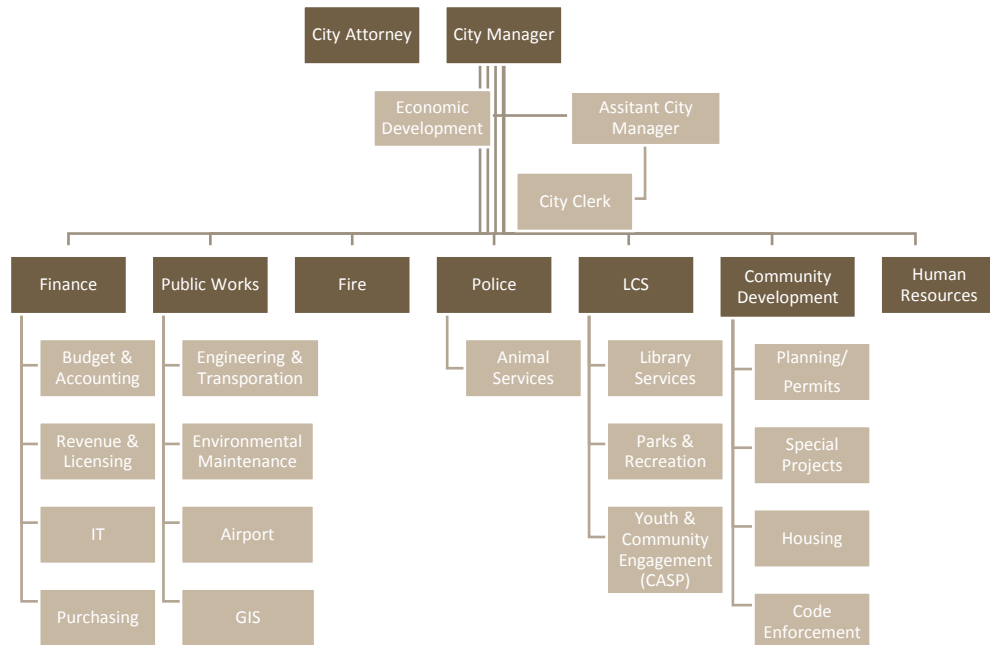 City Attorney
City Manager
Economic
Development
Assitant City
Manager
City Clerk
Finance
Public Works
Fire
Police
LCS
Community
Development
Human
Resources
Budget &
Accounting
Engineering &
Transporation
Animal
Services
Library
Services
Planning/
Permits
Revenue &
Licensing
Environmental
Maintenance
Parks &
Recreation
Special
Projects
IT
Airport
Youth &
Community
Engagement
(CASP)
Housing
Purchasing
GIS
Code
Enforcement